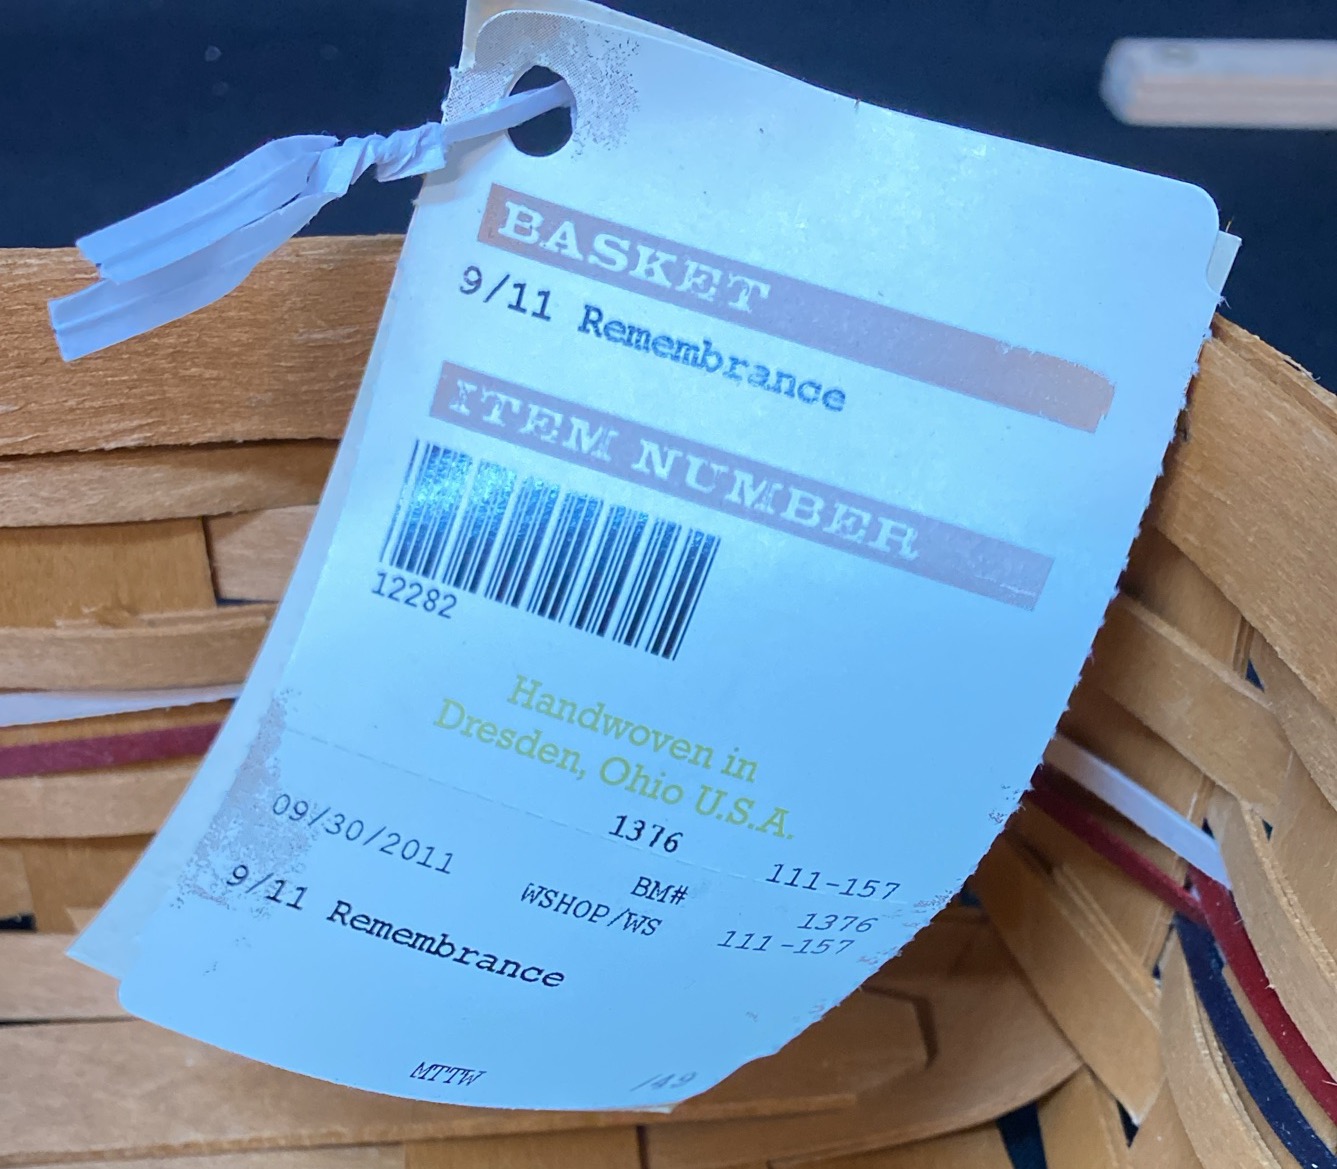 BASKET
9/11 Remembrance
ITEM NUMBER
12282
Handwoven in
Dresden, Ohio U.S.A.
1376 111-157
09/30/2011 BM# 1376
WSHOP/WS 111-157
9/11 Remembrance
MTTW /49